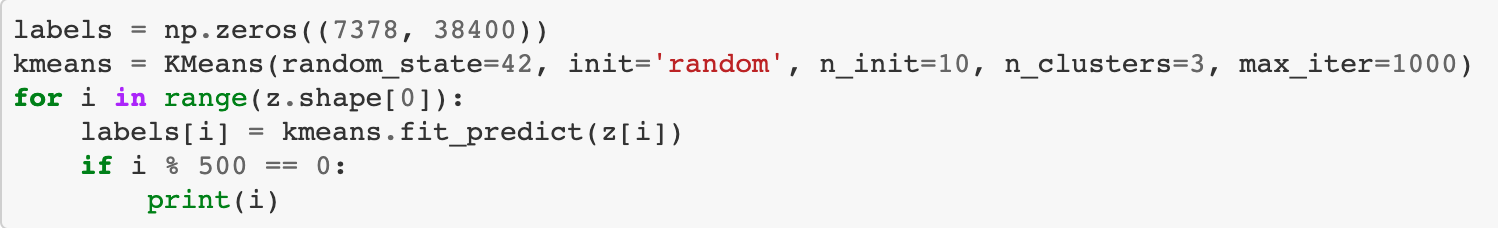 labels = np.zeros((7378, 38400))
kmeans = KMeans(random_state=42, init='random', n_init=10, n_clusters=3, max_iter=1000)
for i in range(z.shape[0]):
    labels[i] = kmeans.fit_predict(z[i])
    if i % 500 == 0:
        print(i)